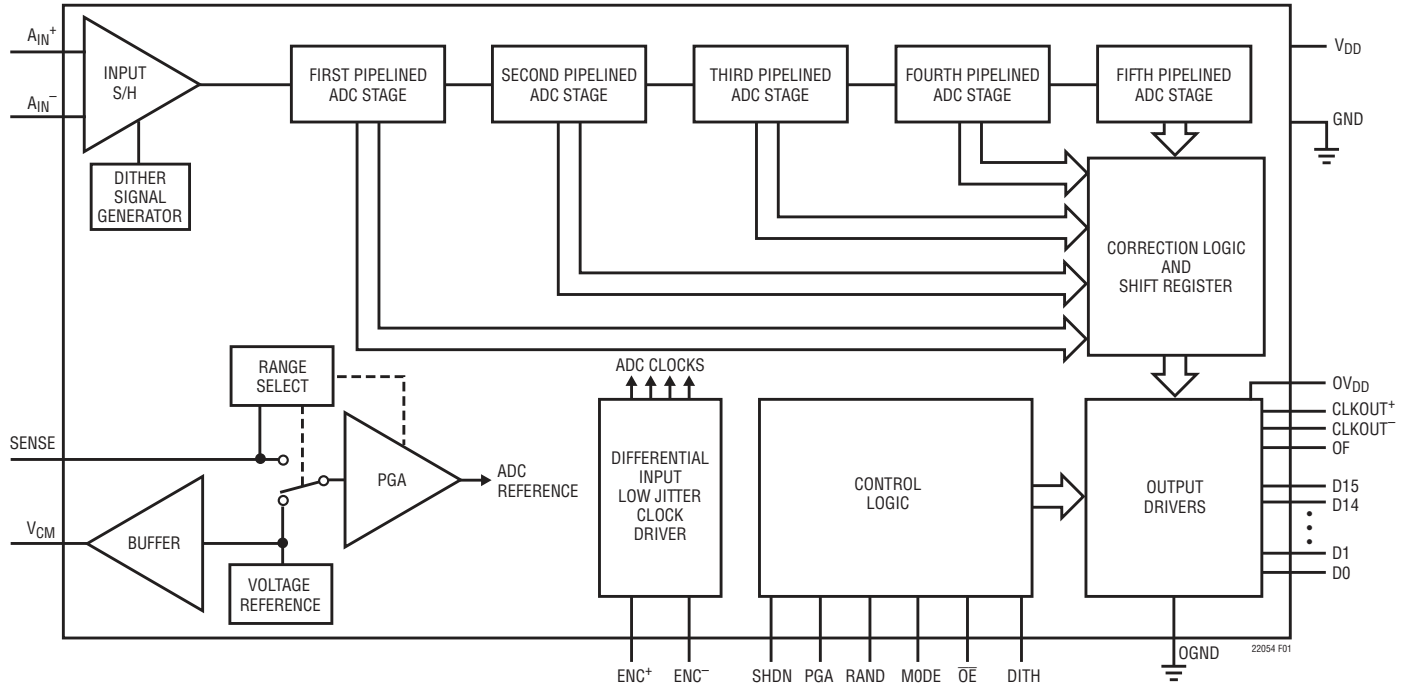 AIN+
AIN−
INPUT
S/H
DITHER
SIGNAL
GENERATOR
FIRST PIPELINED
ADC STAGE
SECOND PIPELINED
ADC STAGE
THIRD PIPELINED
ADC STAGE
FOURTH PIPELINED
ADC STAGE
FIFTH PIPELINED
ADC STAGE
VDD
GND
CORRECTION LOGIC
AND
SHIFT REGISTER
RANGE
SELECT
SENSE
PGA
ADC
REFERENCE
VCM
BUFFER
VOLTAGE
REFERENCE
ADC CLOCKS
DIFFERENTIAL
INPUT
LOW JITTER
CLOCK
DRIVER
CONTROL
LOGIC
OUTPUT
DRIVERS
OVDD
CLKOUT+
CLKOUT−
OF
D15
D14
D1
D0
OGND
22054 F01
ENC+
ENC−
SHDN
PGA
RAND
MODE
OE
DITH